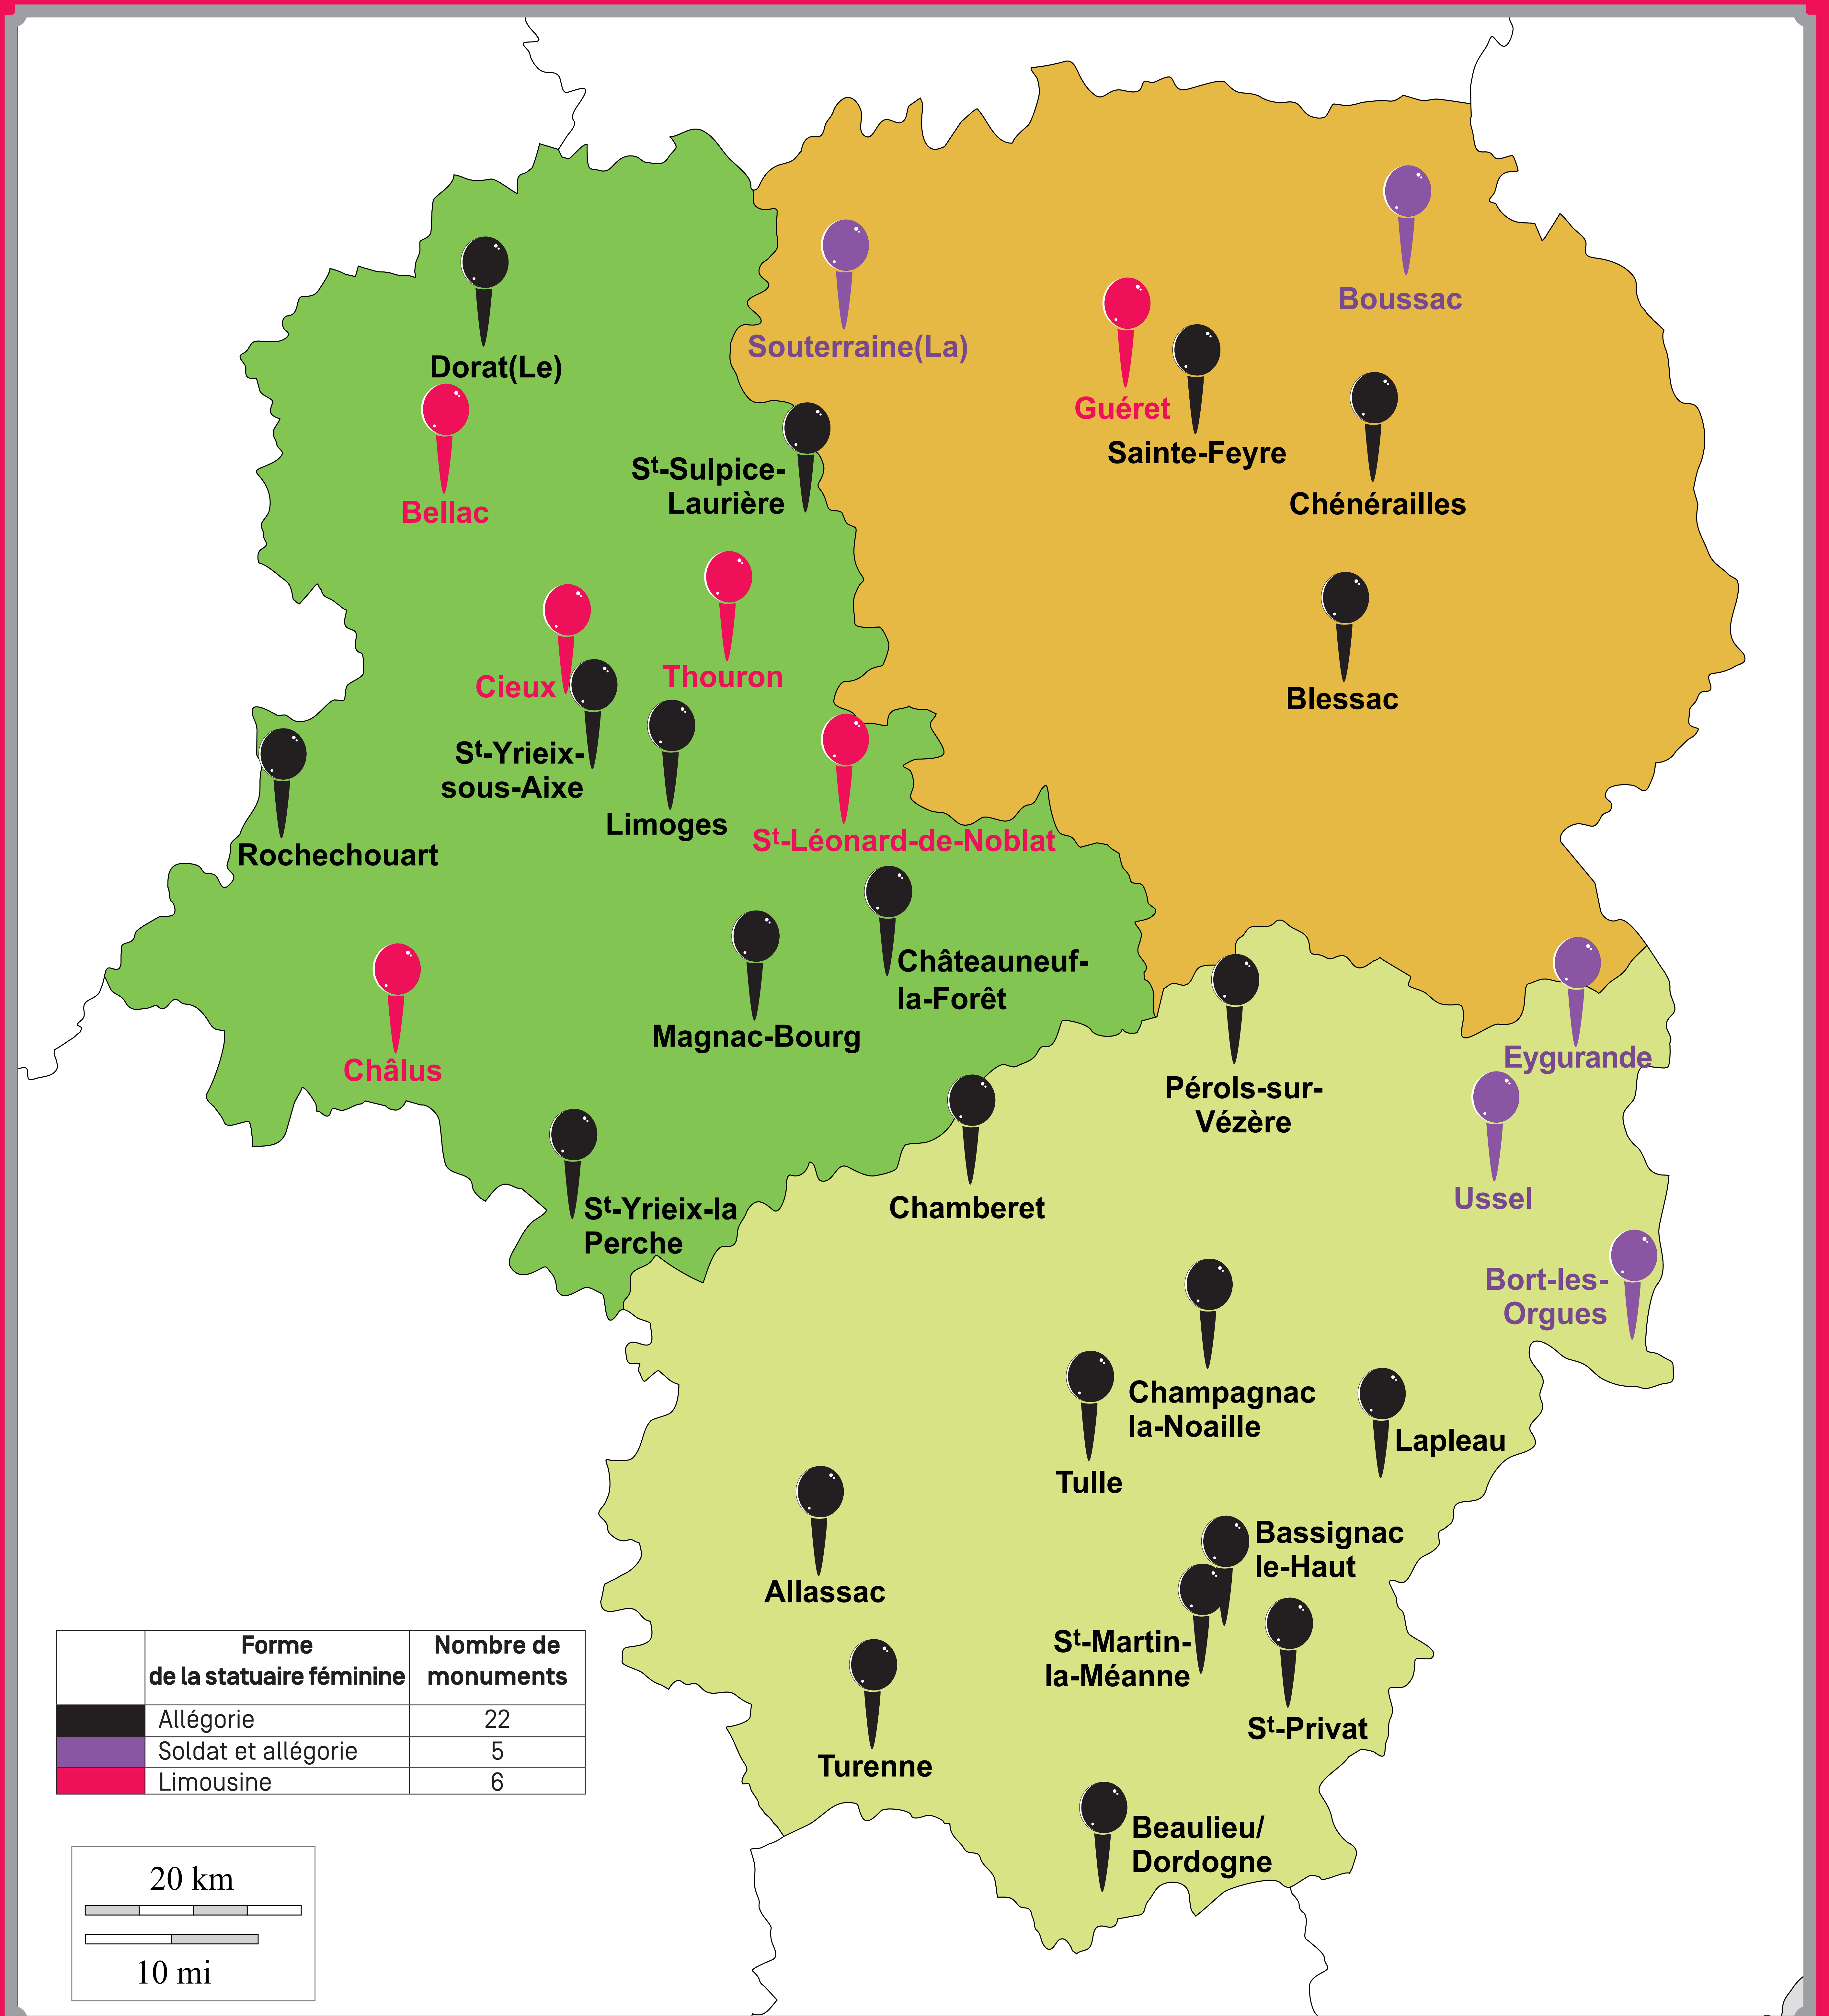 Boussac
Souterraine(La)
Dorat(Le)
Guéret
Sainte-Feyre
St-Sulpice-
Laurière
Chénérailles
Bellac
Thouron
Cieux
Blessac
St-Yrieix-
sous-Aixe
Limoges
St-Léonard-de-Noblat
Rochechouart
Châteauneuf-
la-Forêt
Magnac-Bourg
Châlus
Eygurande
Pérols-sur-
Vézère
Ussel
Chamberet
St-Yrieix-la
Perche
Bort-les-
Orgues
Champagnac
la-Noaille
Lapleau
Tulle
Bassignac
le-Haut
Allassac
St-Martin-
la-Méanne
St-Privat
Turenne
Beaulieu/
Dordogne
Forme
de la statuaire féminine
Nombre de
monuments
Allégorie 22
Soldat et allégorie 5
Limousine 6
20 km
10 mi